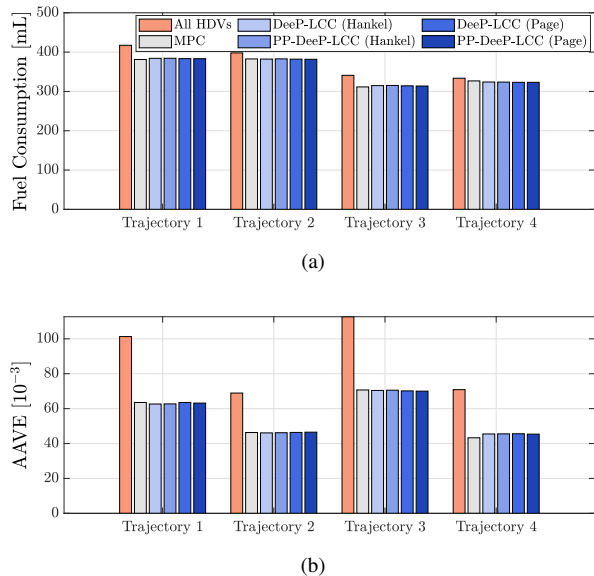 Fuel Consumption [mL]
500
400
300
200
100
0
All HDVs
DeeP-LCC (Hankel)
DeeP-LCC (Page)
MPC
PP-DeeP-LCC (Hankel)
PP-DeeP-LCC (Page)
Trajectory 1
Trajectory 2
Trajectory 3
Trajectory 4
(a)
AAVE [10⁻³]
100
80
60
40
20
0
Trajectory 1
Trajectory 2
Trajectory 3
Trajectory 4
(b)